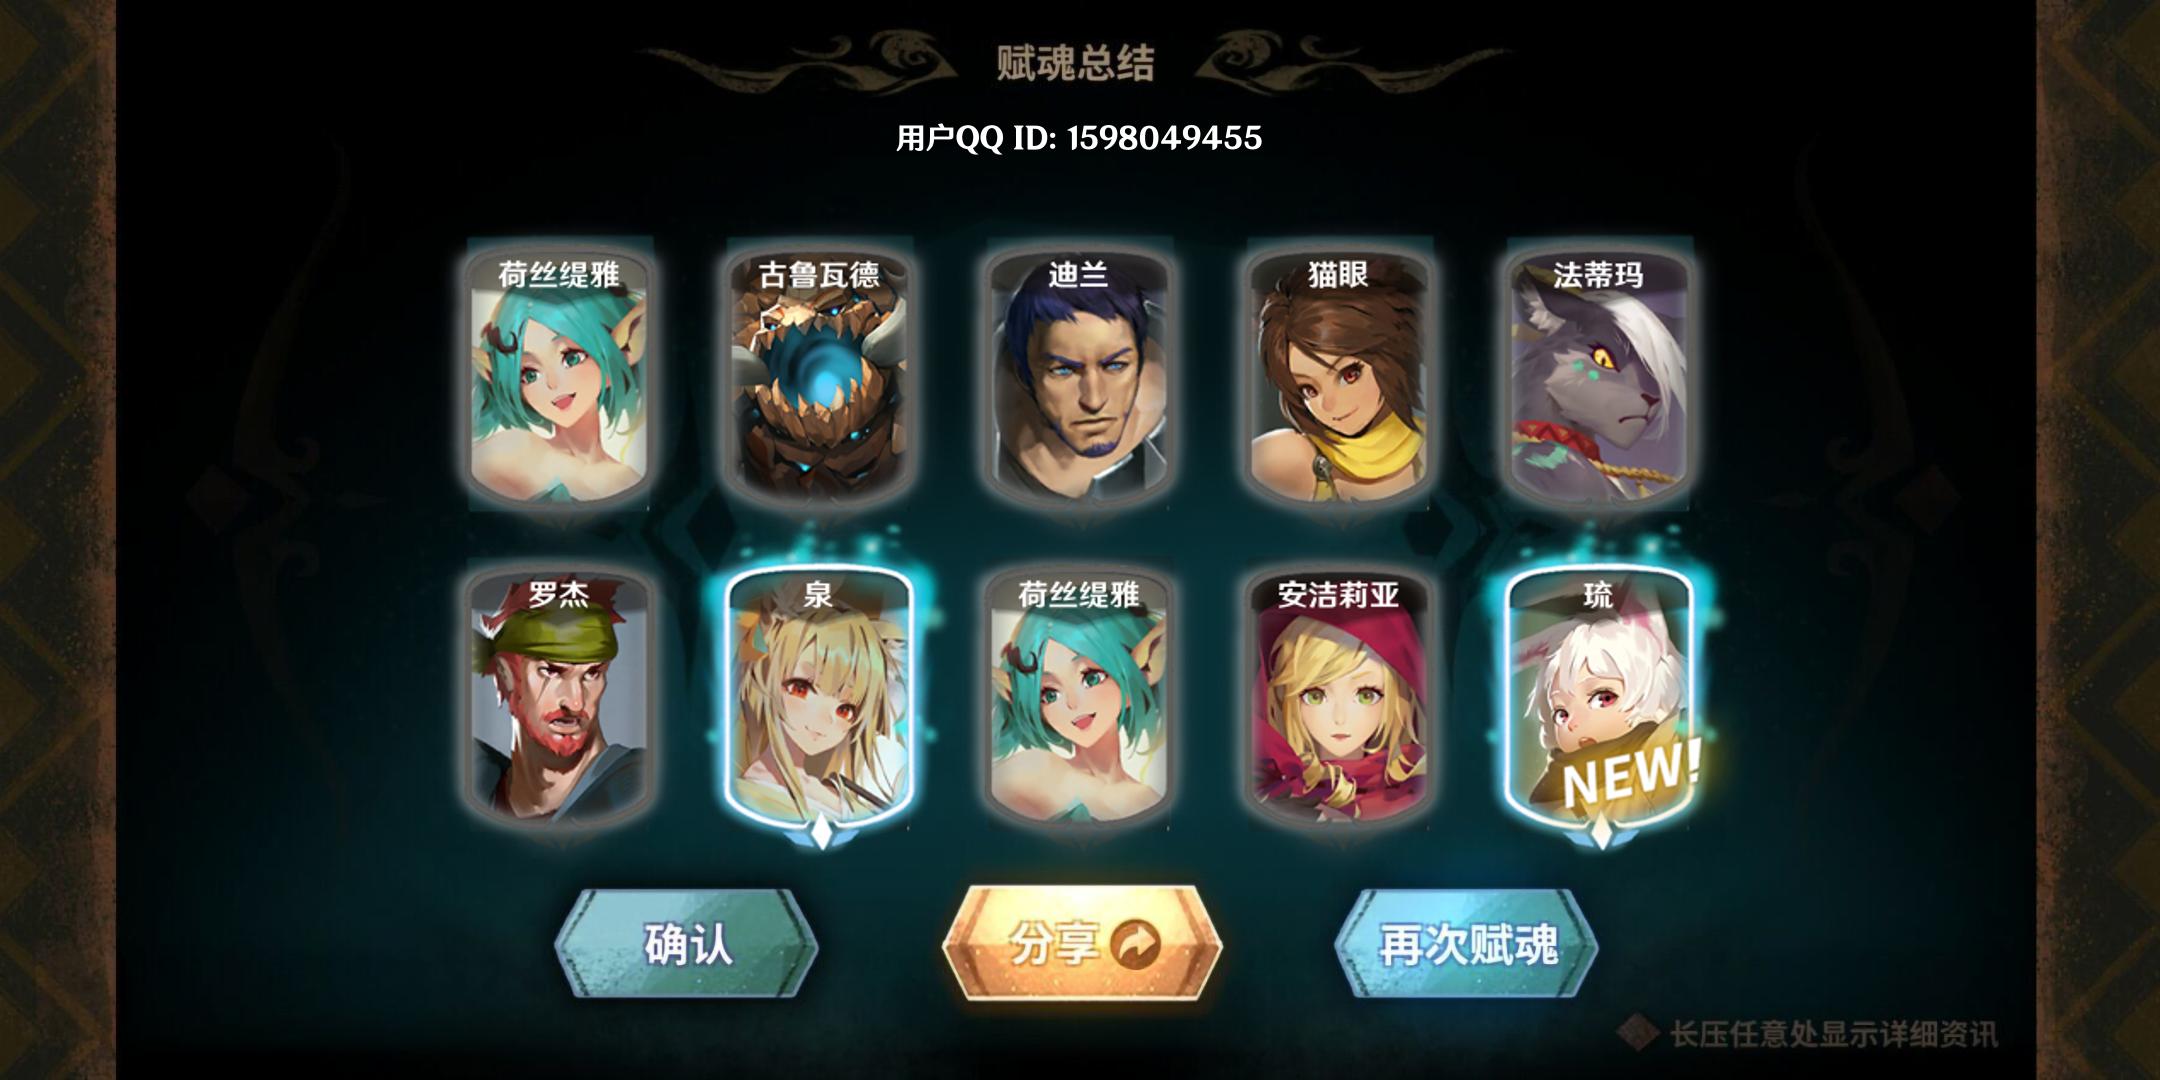 赋魂总结
用户QQ ID: 1598049455
荷丝缇雅
古鲁瓦德
迪兰
猫眼
法蒂玛
罗杰
泉
荷丝缇雅
安洁莉亚
琉
NEW!
确认
分享
再次赋魂
长压任意处显示详细资讯